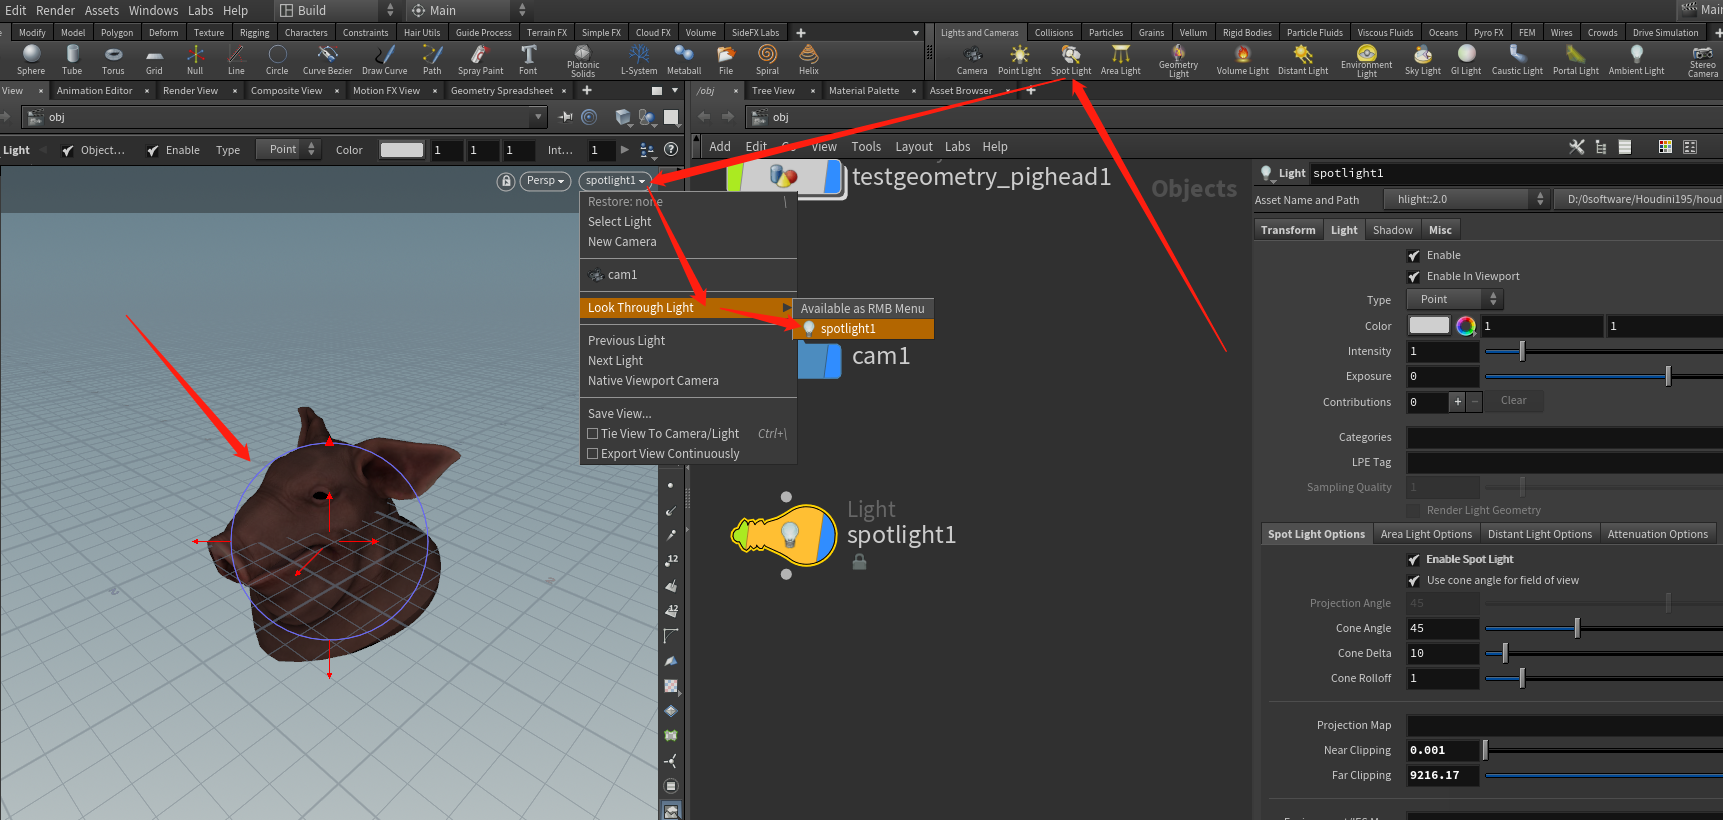 Edit Render Assets Windows Labs Help Build Main Main
Modify Model Polygon Deform Texture Rigging Characters Constraints Hair Utils Guide Process Terrain FX Simple FX Cloud FX Volume SideFX Labs Lights and Cameras Collisions Particles Grains Vellum Rigid Bodies Particle Fluids Viscous Fluids Oceans Pyro FX FEM Wires Crowds Drive Simulation
Sphere Tube Torus Grid Null Line Circle Curve Bezier Draw Curve Path Spray Paint Font Platonic Solids L-System Metaball File Spiral Helix Camera Point Light Spot Light Area Light Geometry Light Volume Light Distant Light Environment Light Sky Light GI Light Caustic Light Portal Light Ambient Light Stereo Camera
View Animation Editor Render View Composite View Motion FX View Geometry Spreadsheet /obj Tree View Material Palette Asset Browser
obj obj
Light Object... Enable Type Point Color 1 1 1 Int... 1
Add Edit Go View Tools Layout Labs Help
Persp spotlight1
Restore: none \
Select Light
New Camera
cam1
Look Through Light
Previous Light
Next Light
Native Viewport Camera
Save View...
Tie View To Camera/Light Ctrl+\
Export View Continuously
Available as RMB Menu
spotlight1
testgeometry_pighead1
Objects
cam1
Light
spotlight1
12
12
Light spotlight1
Asset Name and Path hlight::2.0 D:/0software/Houdini195/houd
Transform Light Shadow Misc
Enable
Enable In Viewport
Type Point
Color 1 1
Intensity 1
Exposure 0
Contributions 0 + − Clear
Categories
LPE Tag
Sampling Quality 1
Render Light Geometry
Spot Light Options Area Light Options Distant Light Options Attenuation Options
Enable Spot Light
Use cone angle for field of view
Projection Angle 45
Cone Angle 45
Cone Delta 10
Cone Rolloff 1
Projection Map
Near Clipping 0.001
Far Clipping 9216.17